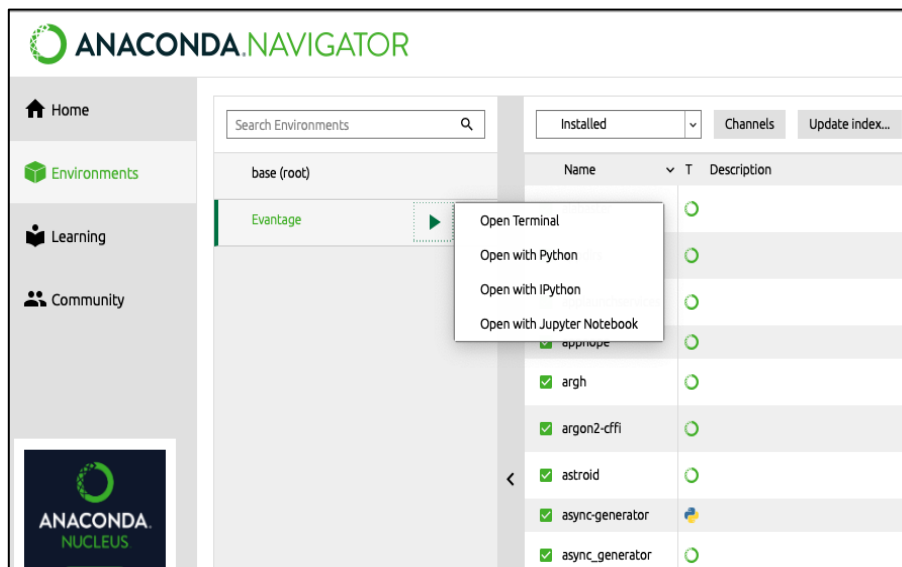 ANACONDA.NAVIGATOR
Home
Environments
Learning
Community
ANACONDA.
NUCLEUS
Search Environments
base (root)
Evantage
Open Terminal
Open with Python
Open with IPython
Open with Jupyter Notebook
Installed
Channels
Update index...
Name T Description
appnope
argh
argon2-cffi
astroid
async-generator
async_generator